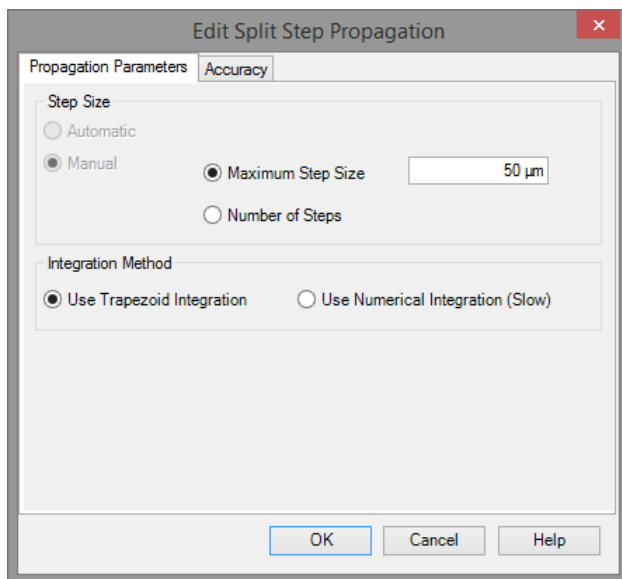 Edit Split Step Propagation
Propagation Parameters Accuracy
Step Size
Automatic
Manual
Maximum Step Size 50 µm
Number of Steps
Integration Method
Use Trapezoid Integration Use Numerical Integration (Slow)
OK Cancel Help